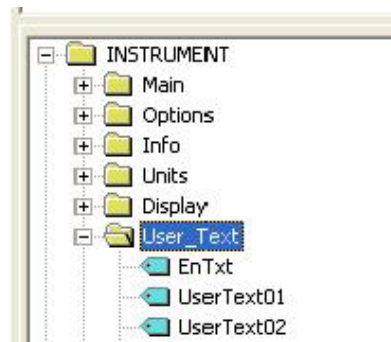 INSTRUMENT
Main
Options
Info
Units
Display
User_Text
EnTxt
UserText01
UserText02